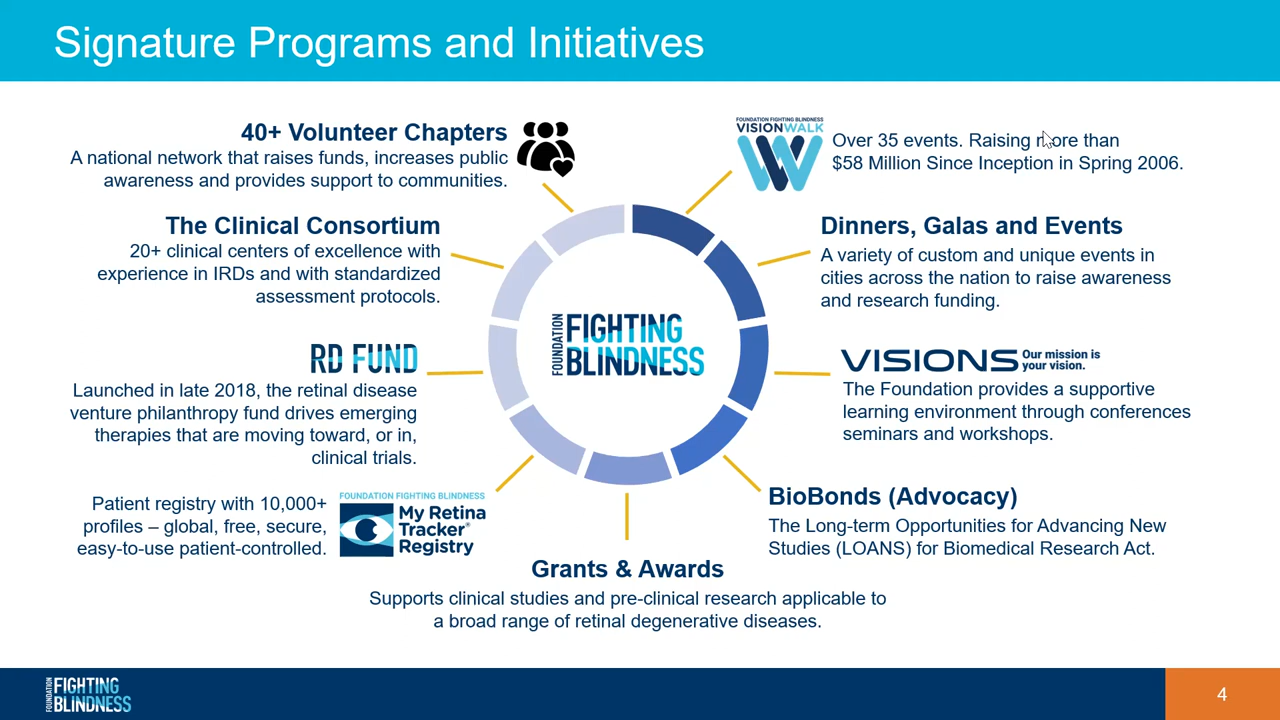 Signature Programs and Initiatives
40+ Volunteer Chapters
A national network that raises funds, increases public
awareness and provides support to communities.
The Clinical Consortium
20+ clinical centers of excellence with
experience in IRDs and with standardized
assessment protocols.
RD FUND
Launched in late 2018, the retinal disease
venture philanthropy fund drives emerging
therapies that are moving toward, or in,
clinical trials.
Patient registry with 10,000+
profiles – global, free, secure,
easy-to-use patient-controlled.
FOUNDATION FIGHTING BLINDNESS
My Retina
Tracker®
Registry
FOUNDATION
FIGHTING
BLINDNESS
Grants & Awards
Supports clinical studies and pre-clinical research applicable to
a broad range of retinal degenerative diseases.
FOUNDATION FIGHTING BLINDNESS
VISIONWALK
Over 35 events. Raising more than
$58 Million Since Inception in Spring 2006.
Dinners, Galas and Events
A variety of custom and unique events in
cities across the nation to raise awareness
and research funding.
VISIONS Our mission is
your vision.
The Foundation provides a supportive
learning environment through conferences
seminars and workshops.
BioBonds (Advocacy)
The Long-term Opportunities for Advancing New
Studies (LOANS) for Biomedical Research Act.
FOUNDATION
FIGHTING
BLINDNESS
4